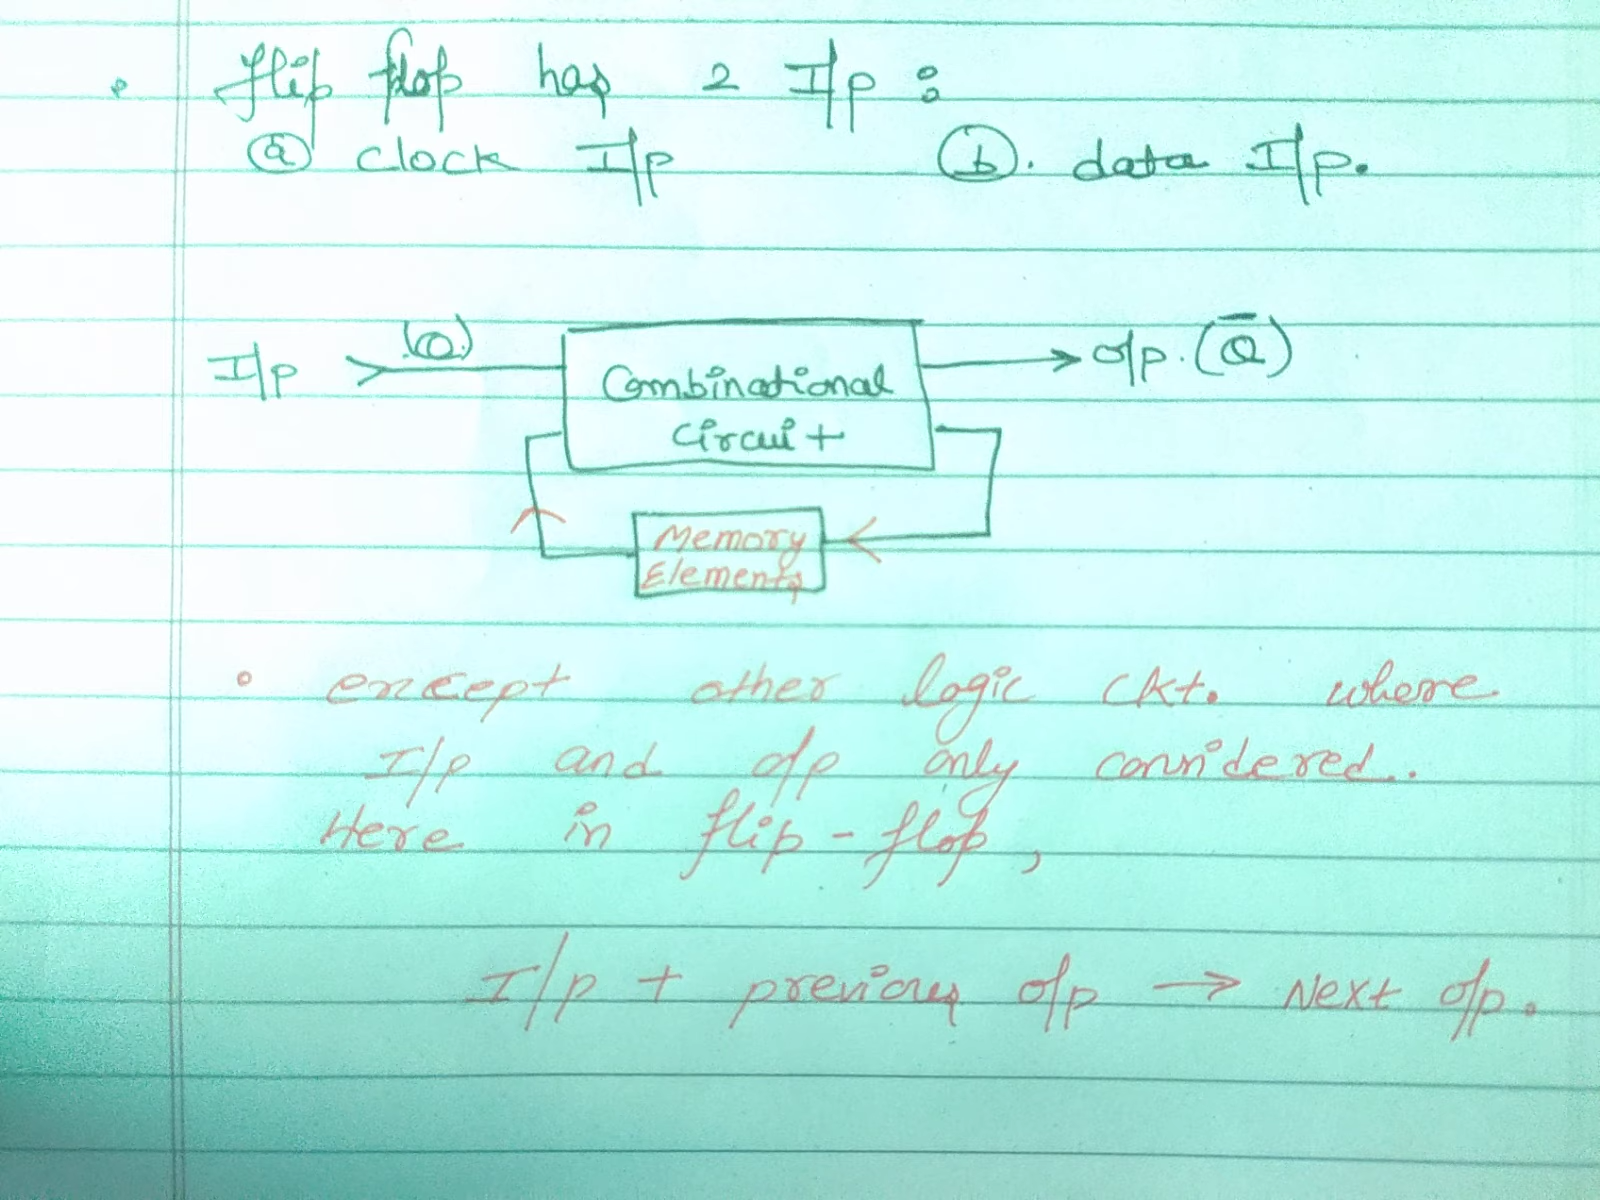 • flip flop has 2 I/p :
(a) clock I/p (b). data I/p.
I/p (Q) Combinational o/p. (Q̅)
circuit
Memory
Elements
• except other logic ckt. where
I/p and o/p only considered.
Here in flip-flop,
I/p + previous o/p → Next o/p.